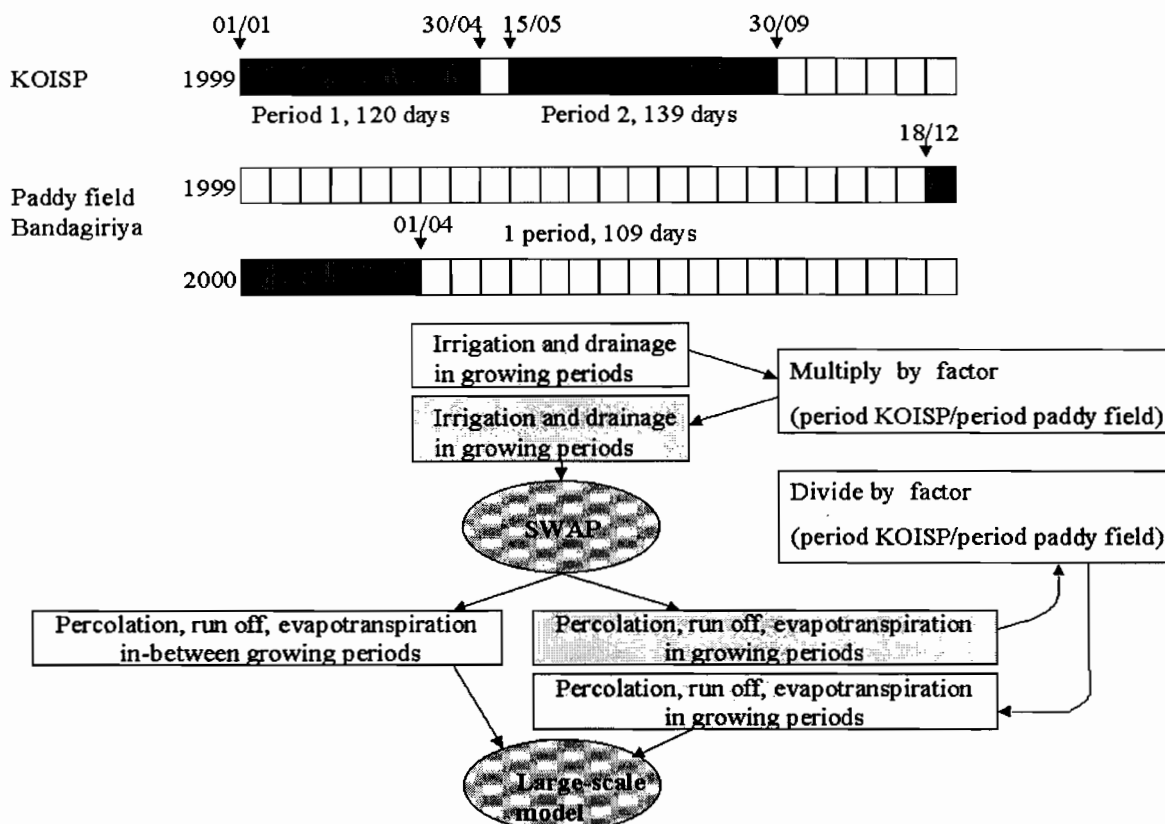 01/01 30/04 15/05 30/09
KOISP 1999
Period 1, 120 days Period 2, 139 days
18/12
1999
Paddy field
Bandagiriya
01/04 1 period, 109 days
2000
Irrigation and drainage
in growing periods
Multiply by factor
(period KOISP/period paddy field)
Irrigation and drainage
in growing periods
Divide by factor
(period KOISP/period paddy field)
SWAP
Percolation, run off, evapotranspiration
in-between growing periods
Percolation, run off, evapotranspiration
in growing periods
Percolation, run off, evapotranspiration
in growing periods
Large-scale
model